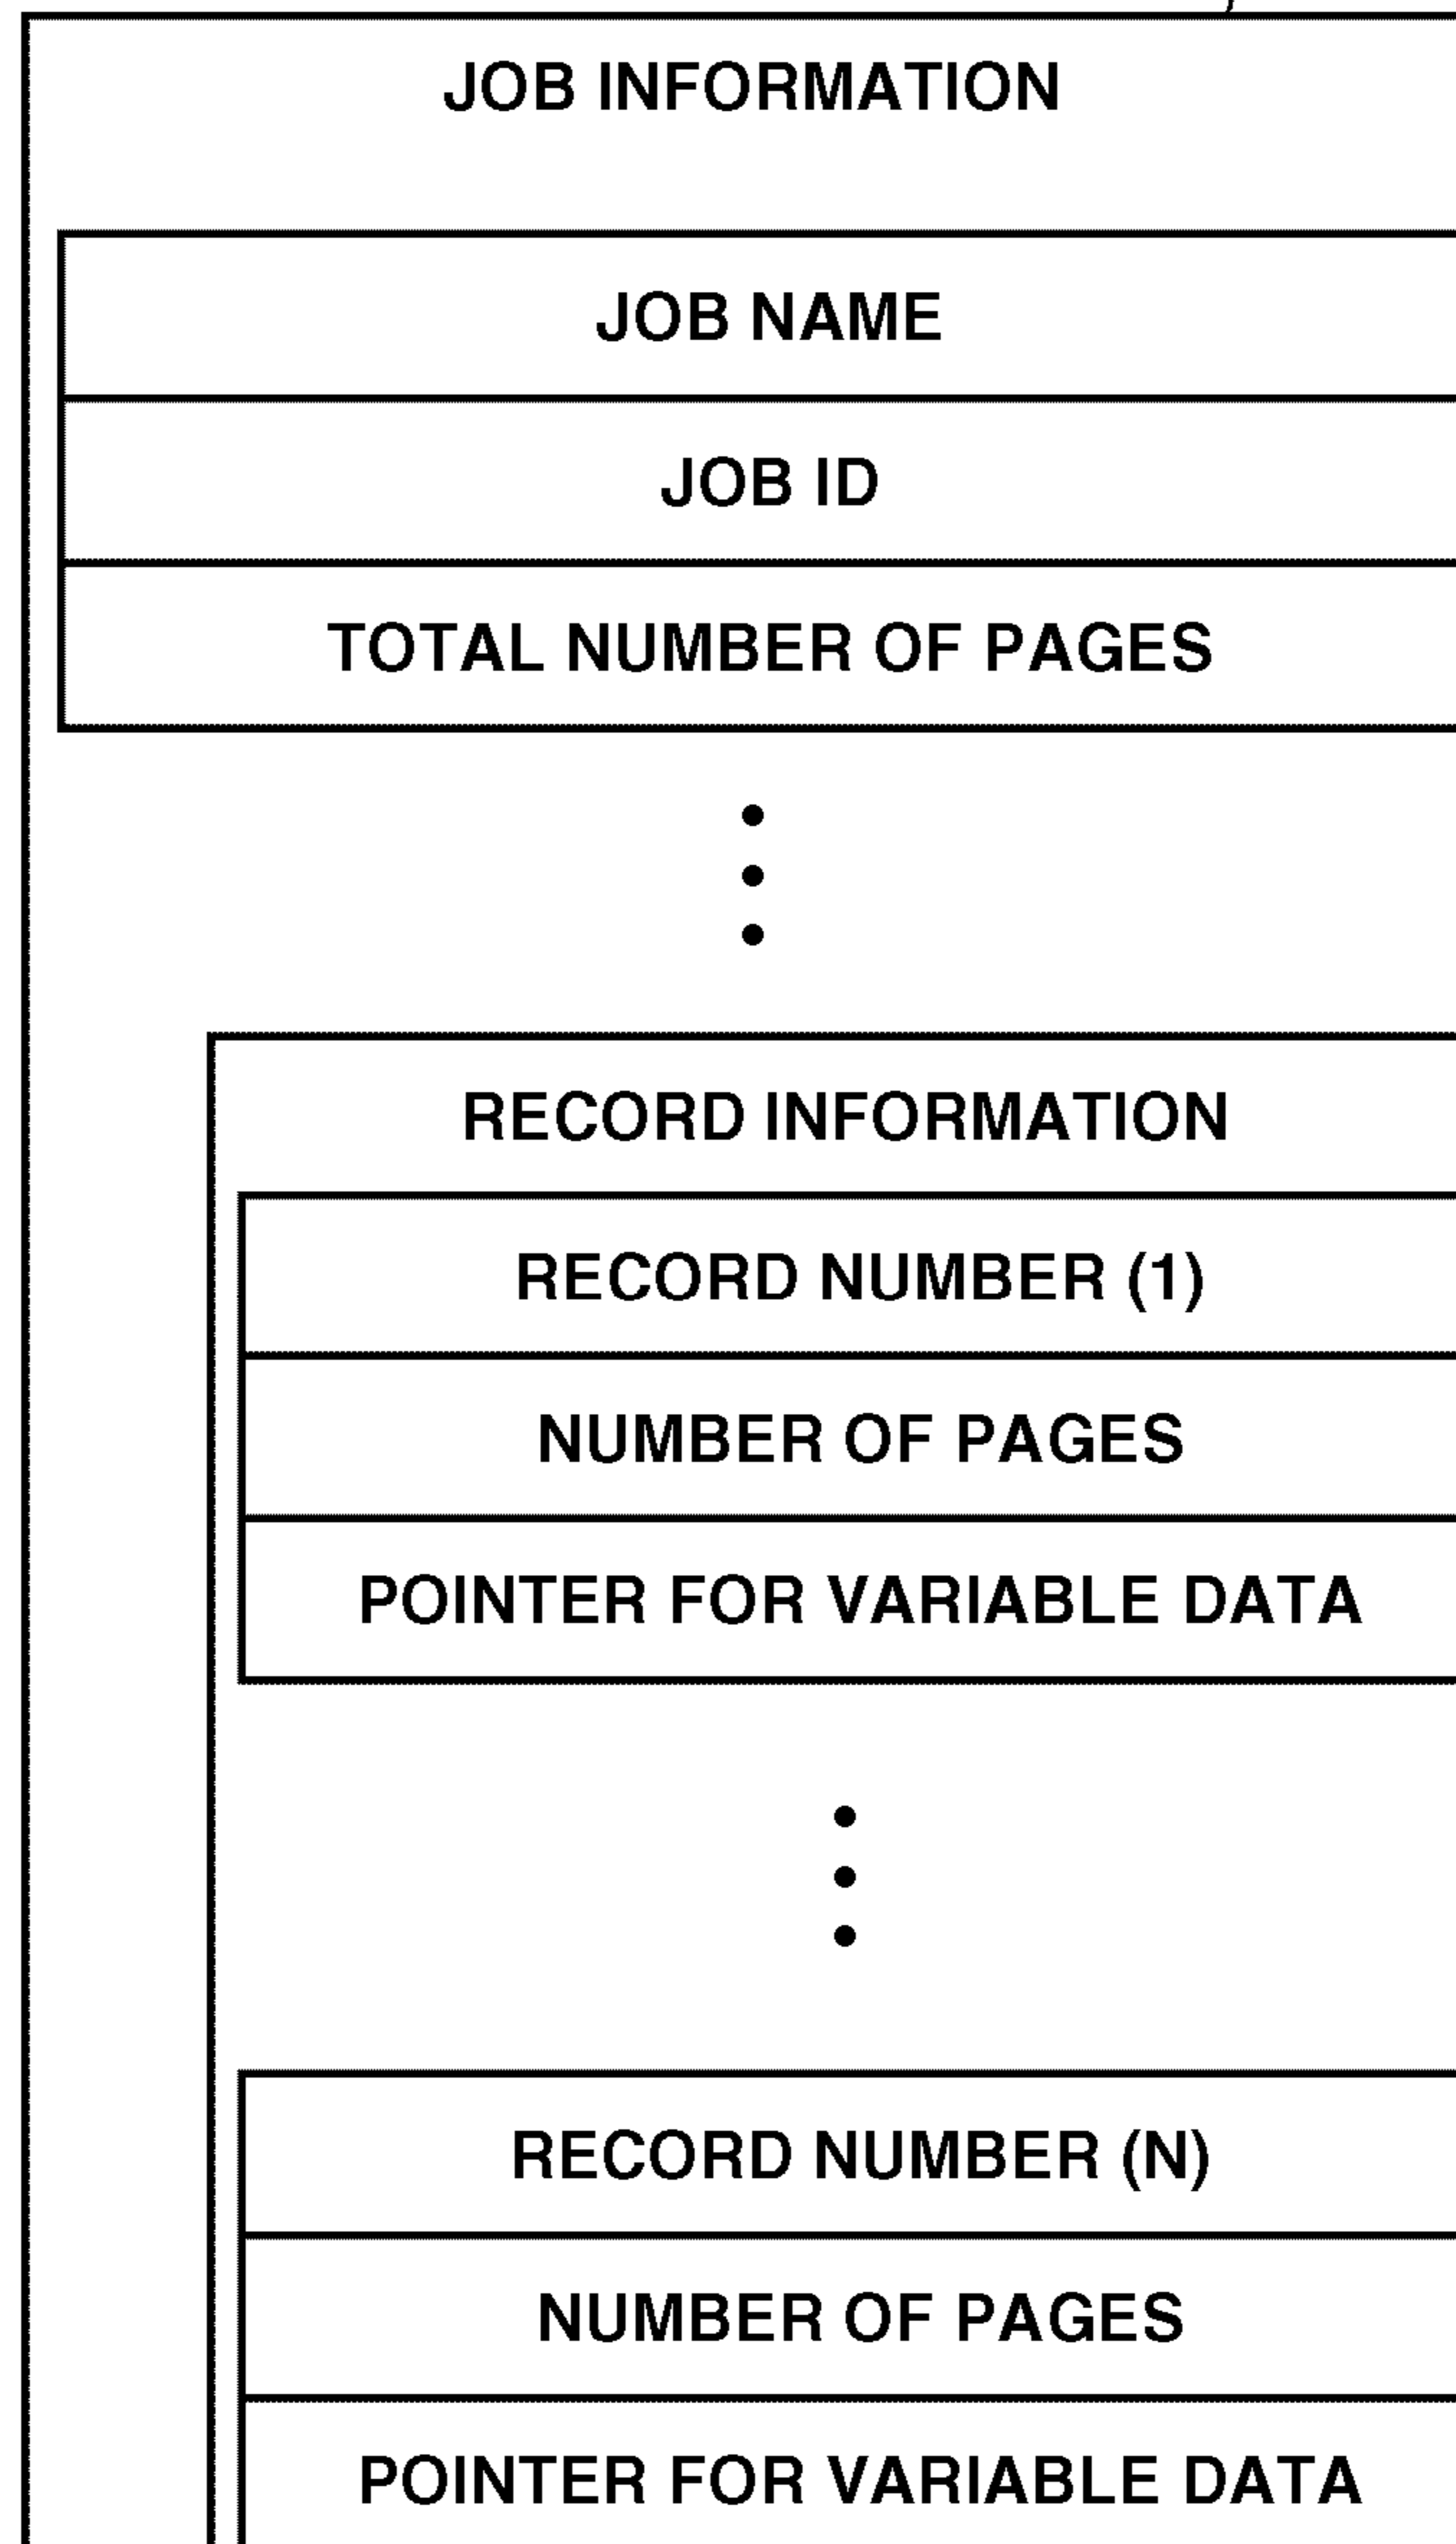 JOB INFORMATION
JOB NAME
JOB ID
TOTAL NUMBER OF PAGES
RECORD INFORMATION
RECORD NUMBER (1)
NUMBER OF PAGES
POINTER FOR VARIABLE DATA
RECORD NUMBER (N)
NUMBER OF PAGES
POINTER FOR VARIABLE DATA